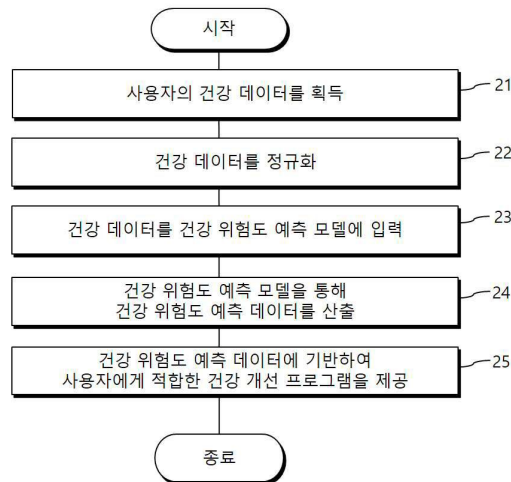 시작
사용자의 건강 데이터를 획득
21
건강 데이터를 정규화
22
건강 데이터를 건강 위험도 예측 모델에 입력
23
건강 위험도 예측 모델을 통해
건강 위험도 예측 데이터를 산출
24
건강 위험도 예측 데이터에 기반하여
사용자에게 적합한 건강 개선 프로그램을 제공
25
종료